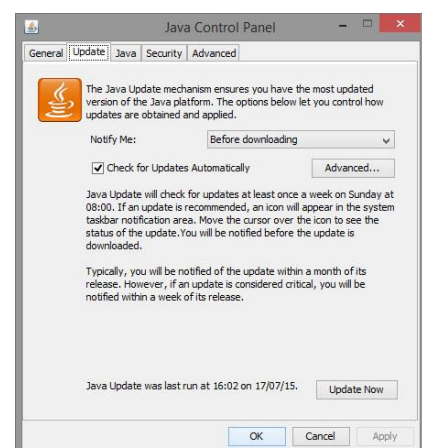 Java Control Panel
General Update Java Security Advanced
The Java Update mechanism ensures you have the most updated
version of the Java platform. The options below let you control how
updates are obtained and applied.
Notify Me: Before downloading
Check for Updates Automatically Advanced...
Java Update will check for updates at least once a week on Sunday at
08:00. If an update is recommended, an icon will appear in the system
taskbar notification area. Move the cursor over the icon to see the
status of the update.You will be notified before the update is
downloaded.
Typically, you will be notified of the update within a month of its
release. However, if an update is considered critical, you will be
notified within a week of its release.
Java Update was last run at 16:02 on 17/07/15. Update Now
OK Cancel Apply